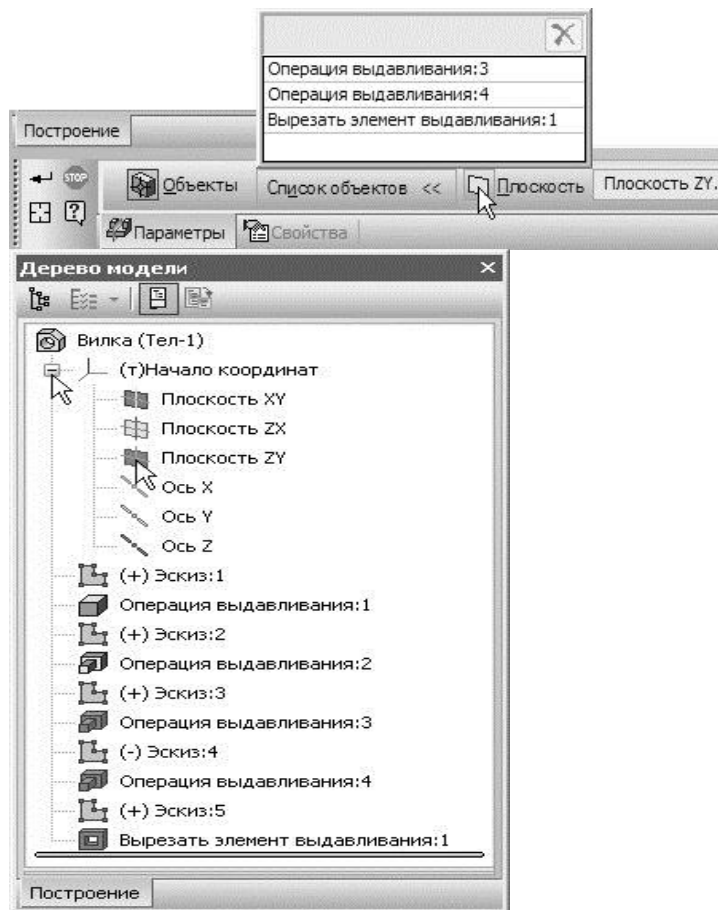 Операция выдавливания:3
Операция выдавливания:4
Вырезать элемент выдавливания:1
Построение
STOP Объекты Список объектов << Плоскость Плоскость ZY.
Параметры Свойства
Дерево модели
Вилка (Тел-1)
(т)Начало координат
Плоскость XY
Плоскость ZX
Плоскость ZY
Ось X
Ось Y
Ось Z
(+) Эскиз:1
Операция выдавливания:1
(+) Эскиз:2
Операция выдавливания:2
(+) Эскиз:3
Операция выдавливания:3
(-) Эскиз:4
Операция выдавливания:4
(+) Эскиз:5
Вырезать элемент выдавливания:1
Построение